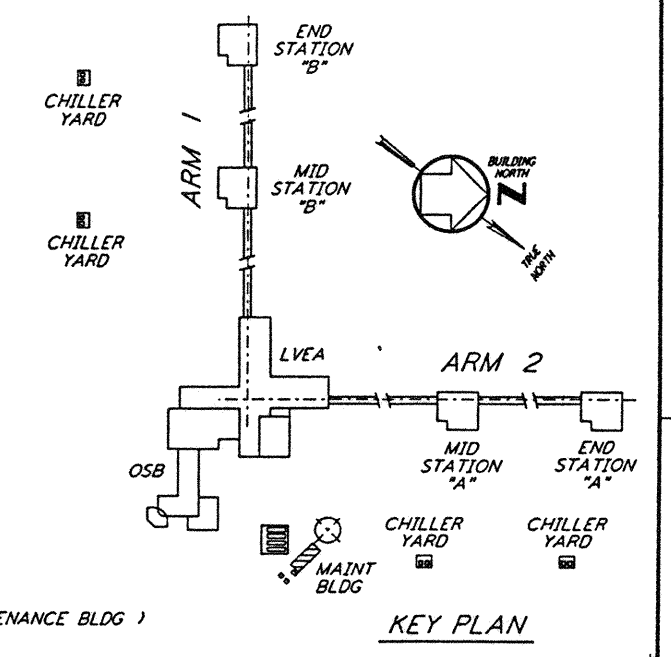 END
STATION
"B"
CHILLER
YARD
ARM 1
MID
STATION
"B"
BUILDING
NORTH
N
TRUE
NORTH
CHILLER
YARD
LVEA
ARM 2
OSB
MID
STATION
"A"
END
STATION
"A"
CHILLER
YARD
CHILLER
YARD
MAINT
BLDG
ENANCE BLDG )
KEY PLAN